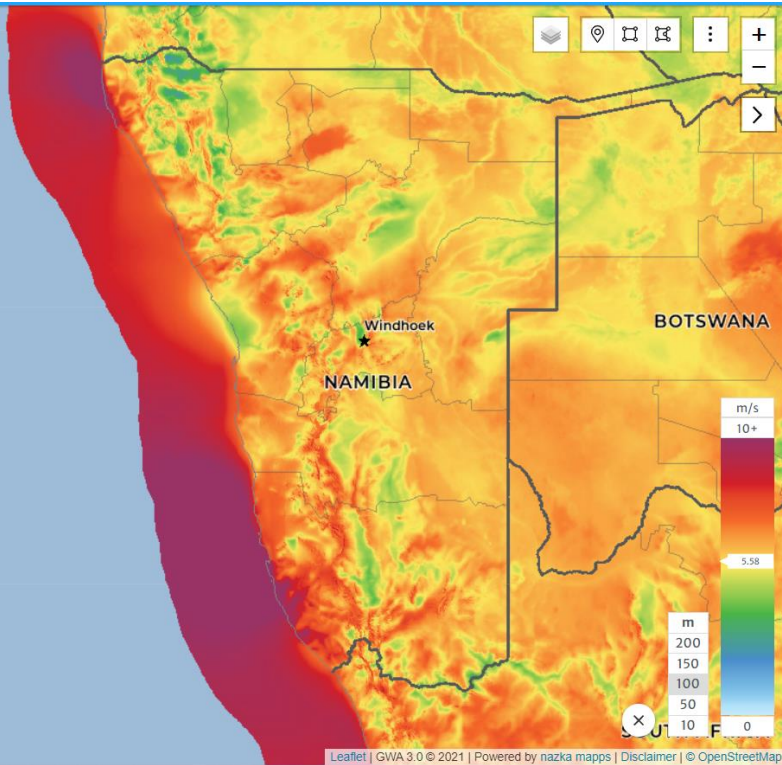 +
−
Windhoek
BOTSWANA
NAMIBIA
m/s
10+
5.58
m
200
150
100
50
10
0
Leaflet | GWA 3.0 © 2021 | Powered by nazka mapps | Disclaimer | © OpenStreetMap